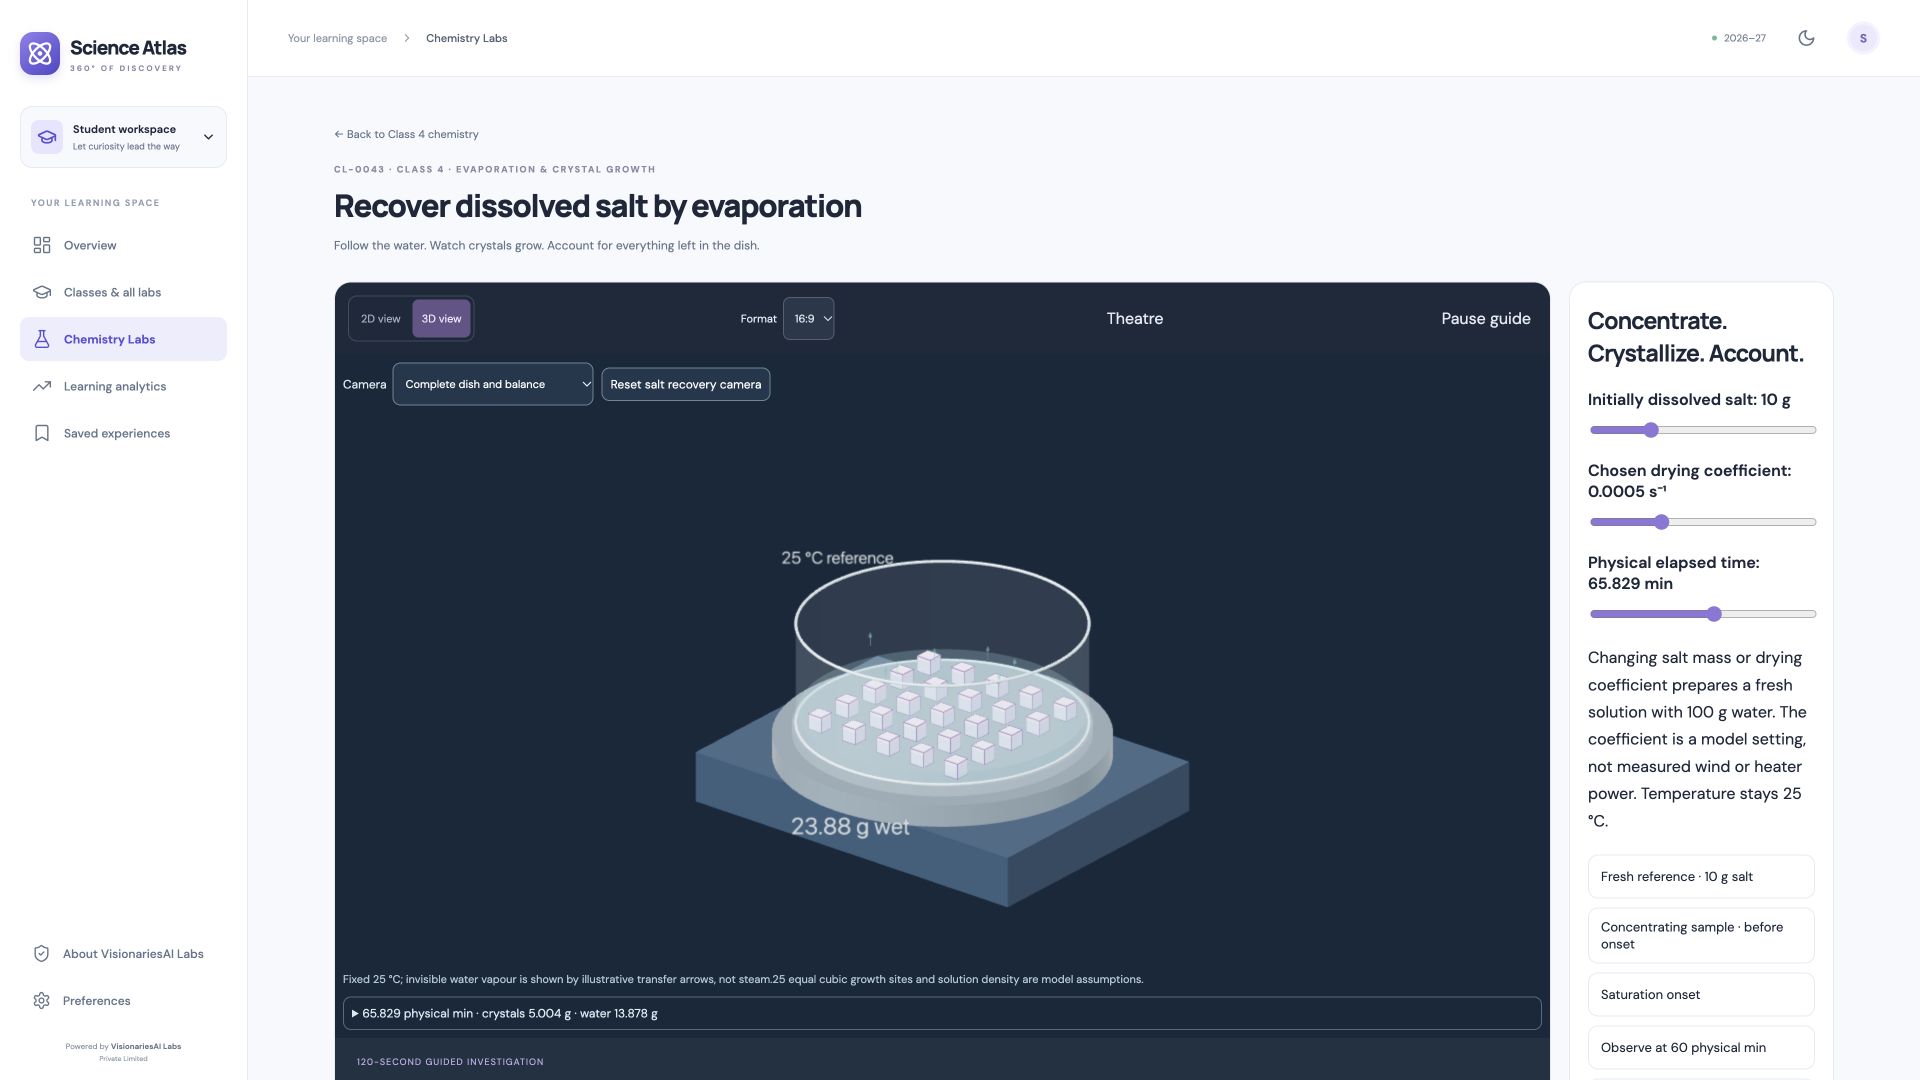 Science Atlas
360° OF DISCOVERY
Student workspace
Let curiosity lead the way
YOUR LEARNING SPACE
Overview
Classes & all labs
Chemistry Labs
Learning analytics
Saved experiences
About VisionariesAI Labs
Preferences
Powered by VisionariesAI Labs
Private Limited
Your learning space
Chemistry Labs
2026–27
S
← Back to Class 4 chemistry
CL-0043 · CLASS 4 · EVAPORATION & CRYSTAL GROWTH
Recover dissolved salt by evaporation
Follow the water. Watch crystals grow. Account for everything left in the dish.
2D view
3D view
Format
16:9
Theatre
Pause guide
Camera
Complete dish and balance
Reset salt recovery camera
25 °C reference
23.88 g wet
Fixed 25 °C; invisible water vapour is shown by illustrative transfer arrows, not steam.25 equal cubic growth sites and solution density are model assumptions.
65.829 physical min · crystals 5.004 g · water 13.878 g
120-SECOND GUIDED INVESTIGATION
Concentrate.
Crystallize. Account.
Initially dissolved salt: 10 g
Chosen drying coefficient:
0.0005 s⁻¹
Physical elapsed time:
65.829 min
Changing salt mass or drying
coefficient prepares a fresh
solution with 100 g water. The
coefficient is a model setting,
not measured wind or heater
power. Temperature stays 25
°C.
Fresh reference · 10 g salt
Concentrating sample · before
onset
Saturation onset
Observe at 60 physical min